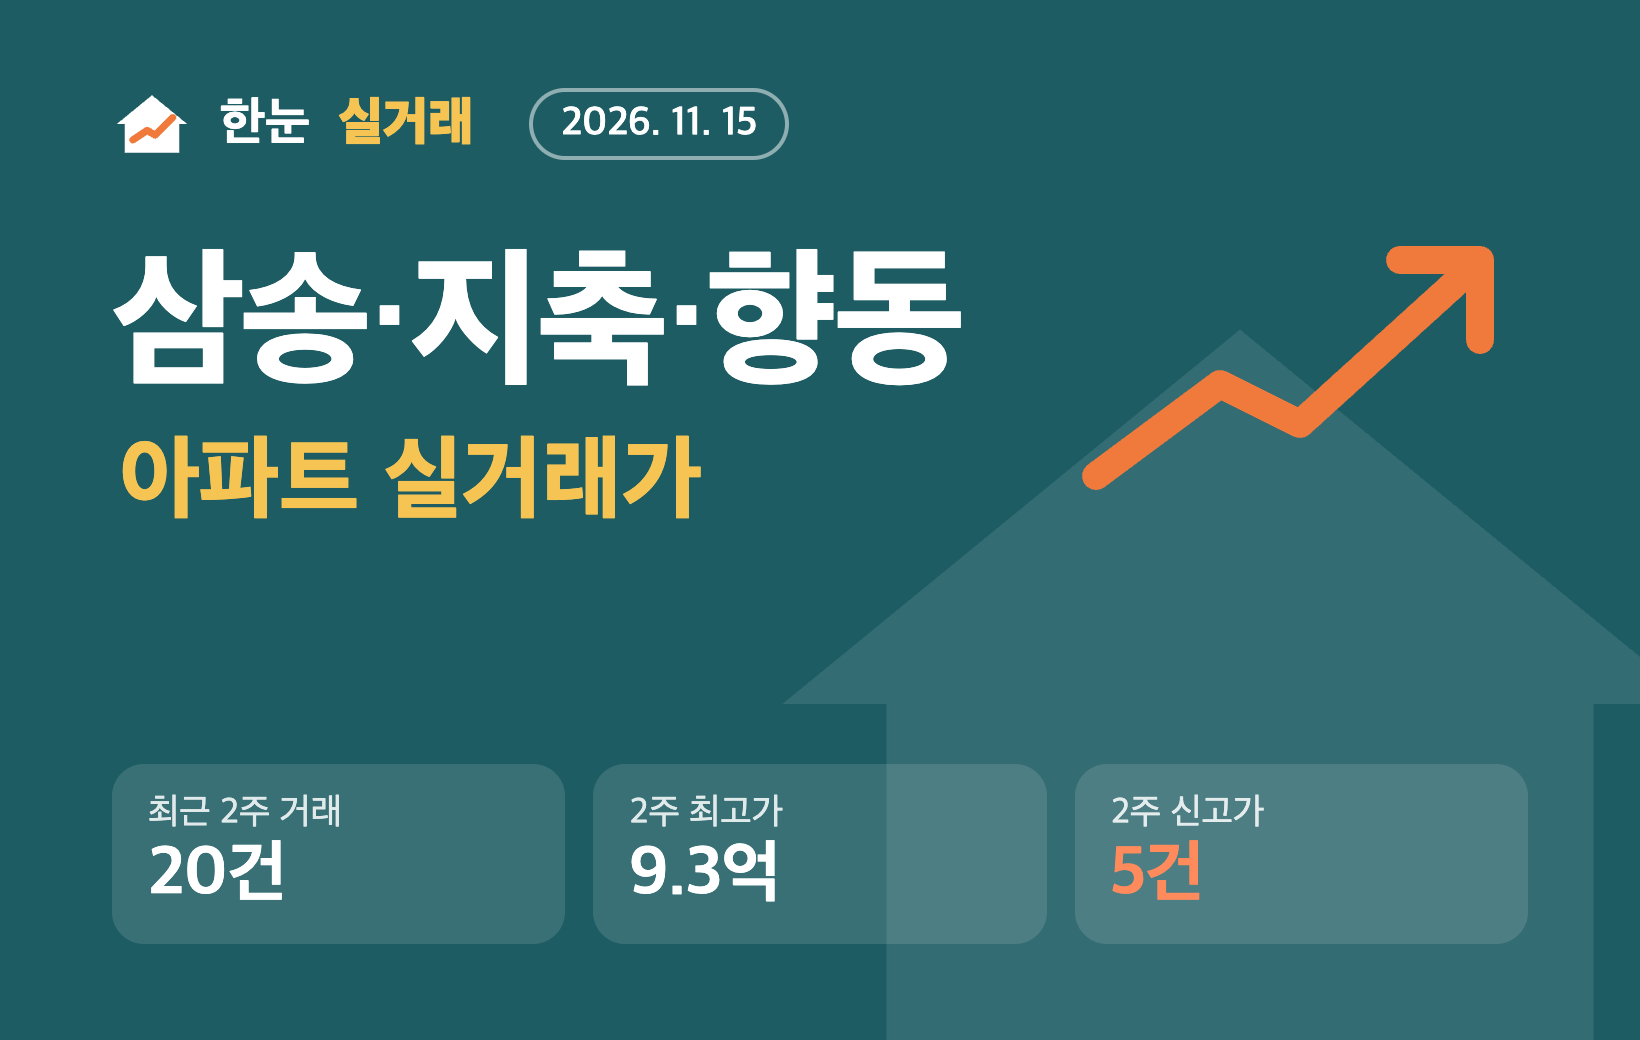 한눈 실거래 2026. 11. 15
삼송·지축·향동
아파트 실거래가
최근 2주 거래
20건
2주 최고가
9.3억
2주 신고가
5건